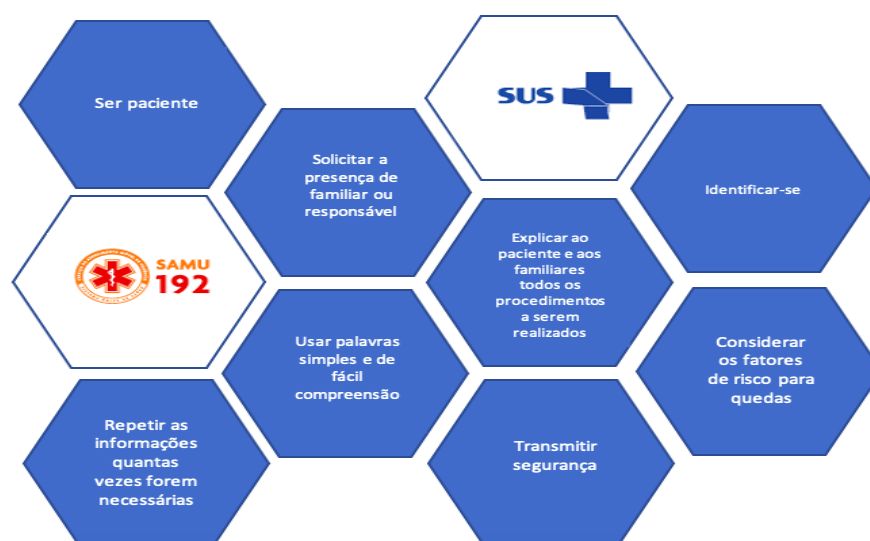 Ser paciente
SUS
Solicitar a
presença de
familiar ou
responsável
Identificar-se
SAMU
192
Explicar ao
paciente e aos
familiares
todos os
procedimentos
a serem
realizados
Usar palavras
simples e de
fácil
compreensão
Considerar
os fatores
de risco para
quedas
Repetir as
informações
quantas
vezes forem
necessárias
Transmitir
segurança